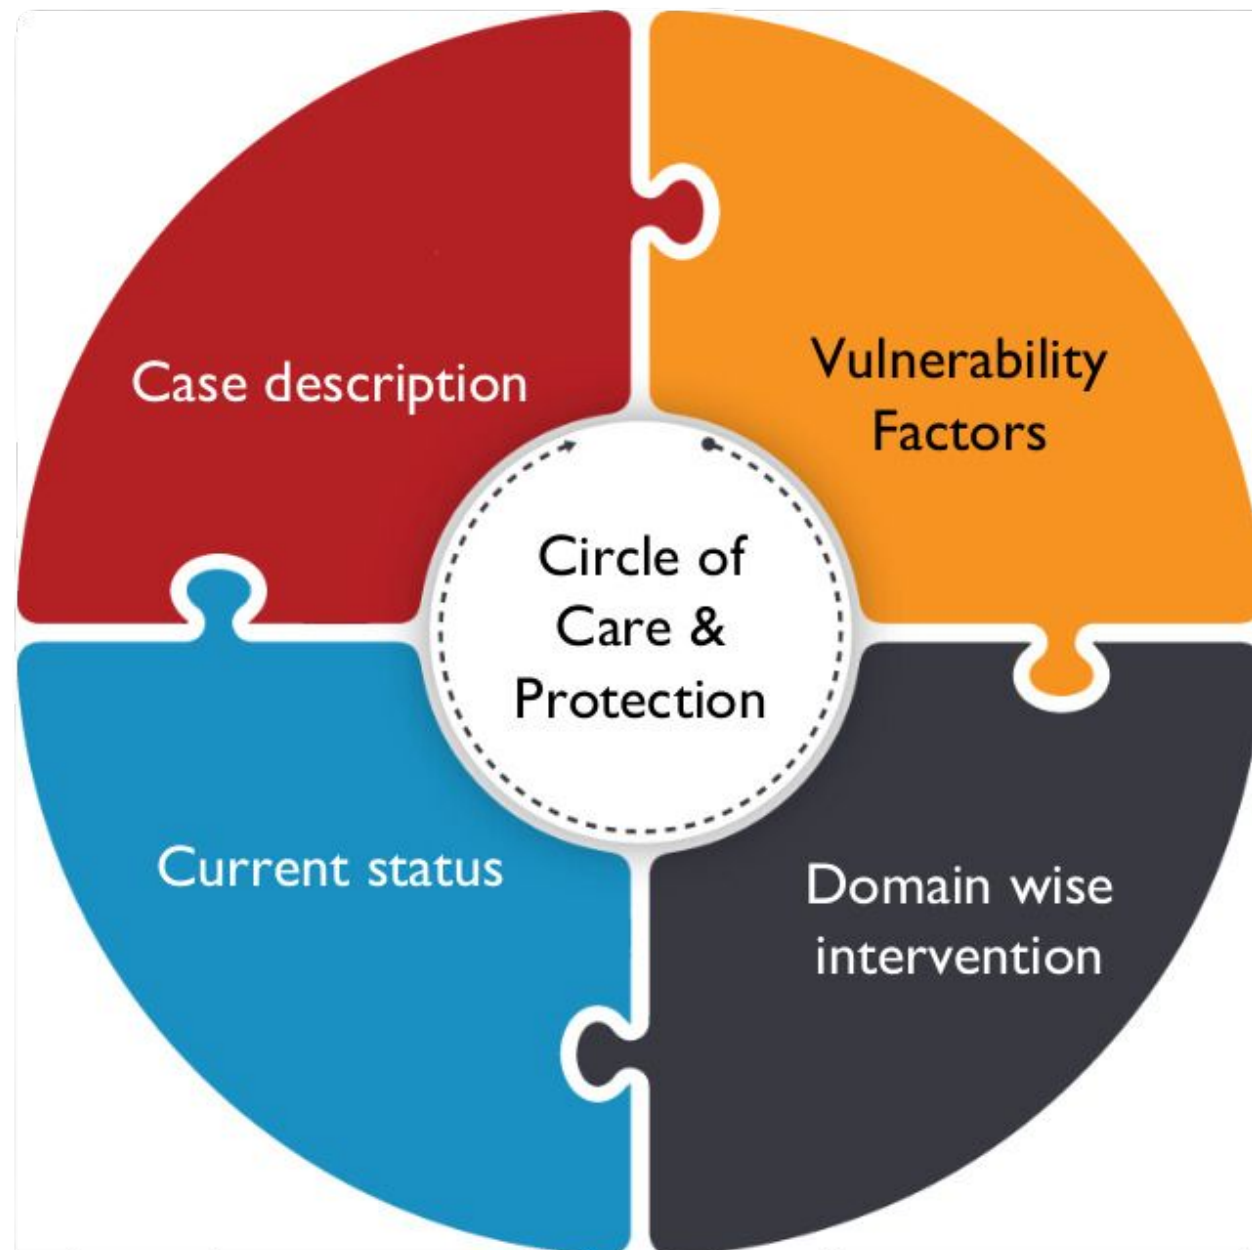 Case description
Vulnerability
Factors
Circle of
Care &
Protection
Current status
Domain wise
intervention